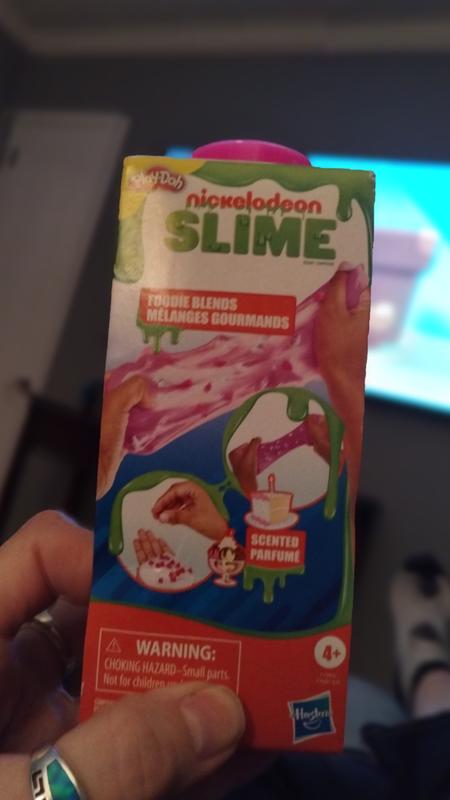 Play-Doh
nickelodeon
SLIME
FOODIE BLENDS
MÉLANGES GOURMANDS
SCENTED
PARFUMÉ
WARNING:
CHOKING HAZARD–Small parts.
Not for children
4+
Hasbro